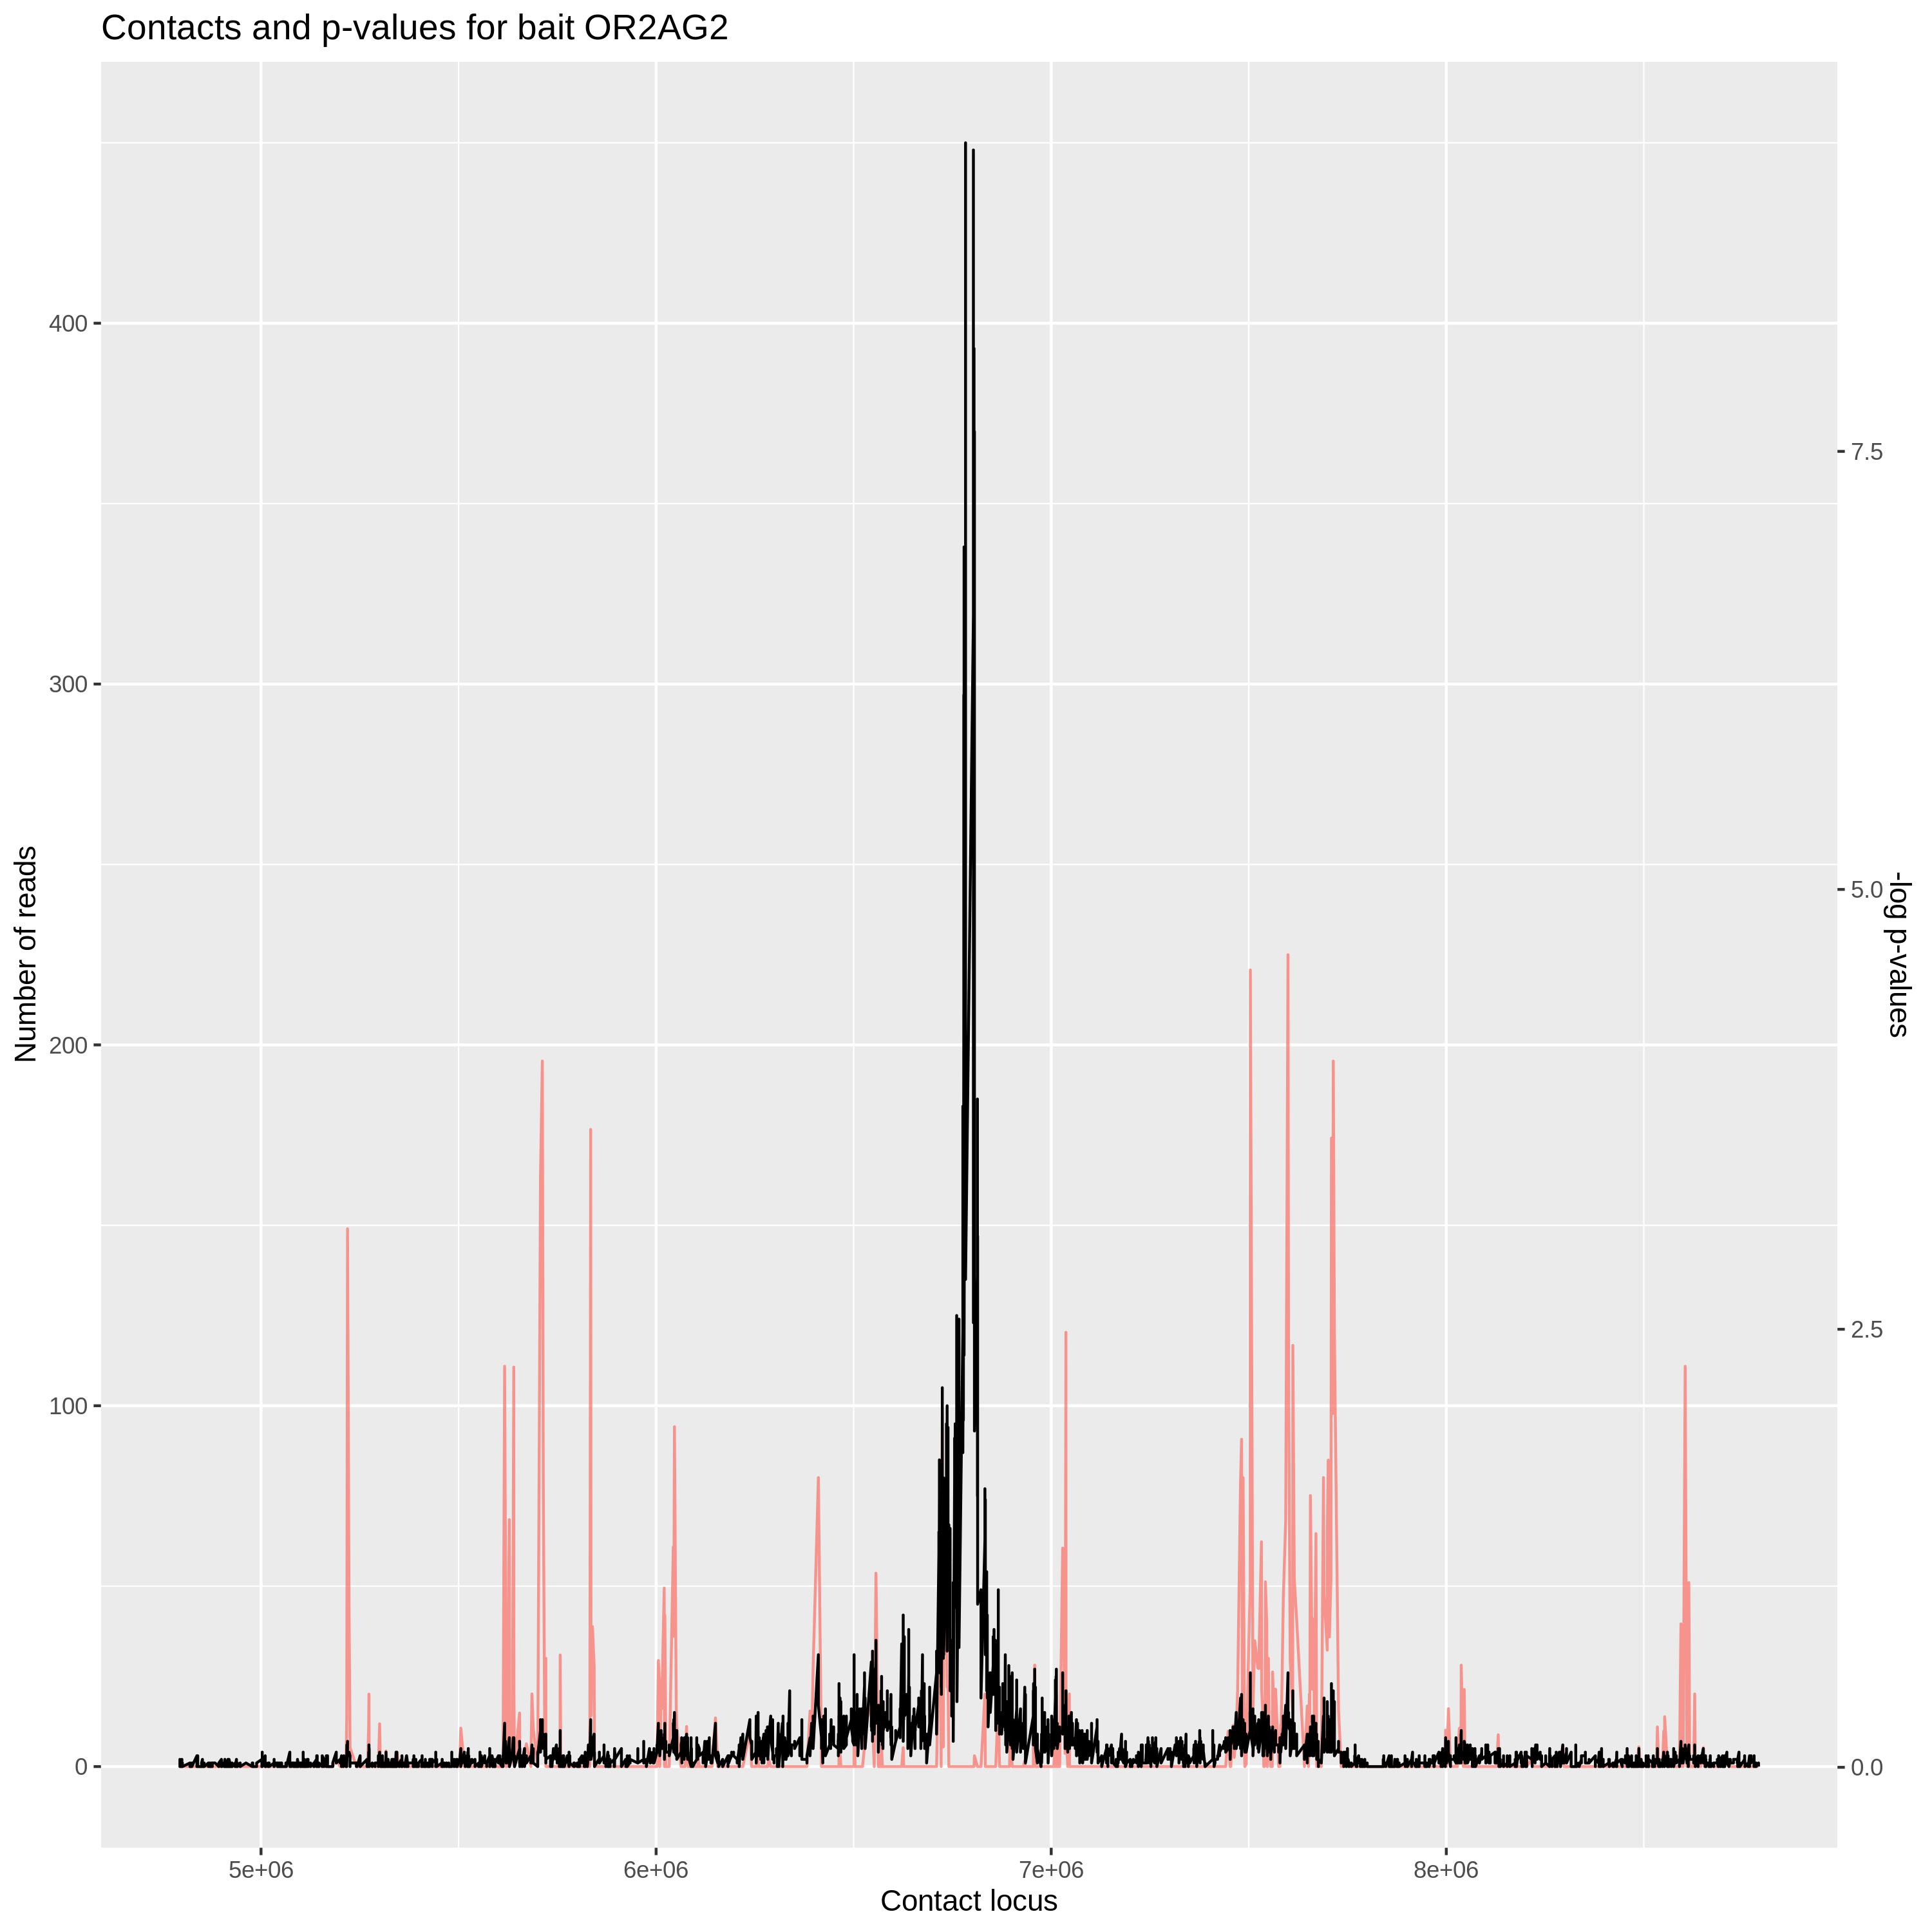 Contacts and p-values for bait OR2AG2
400
300
200
100
0
Number of reads
7.5
5.0
2.5
0.0
-log p-values
5e+06
6e+06
7e+06
8e+06
Contact locus